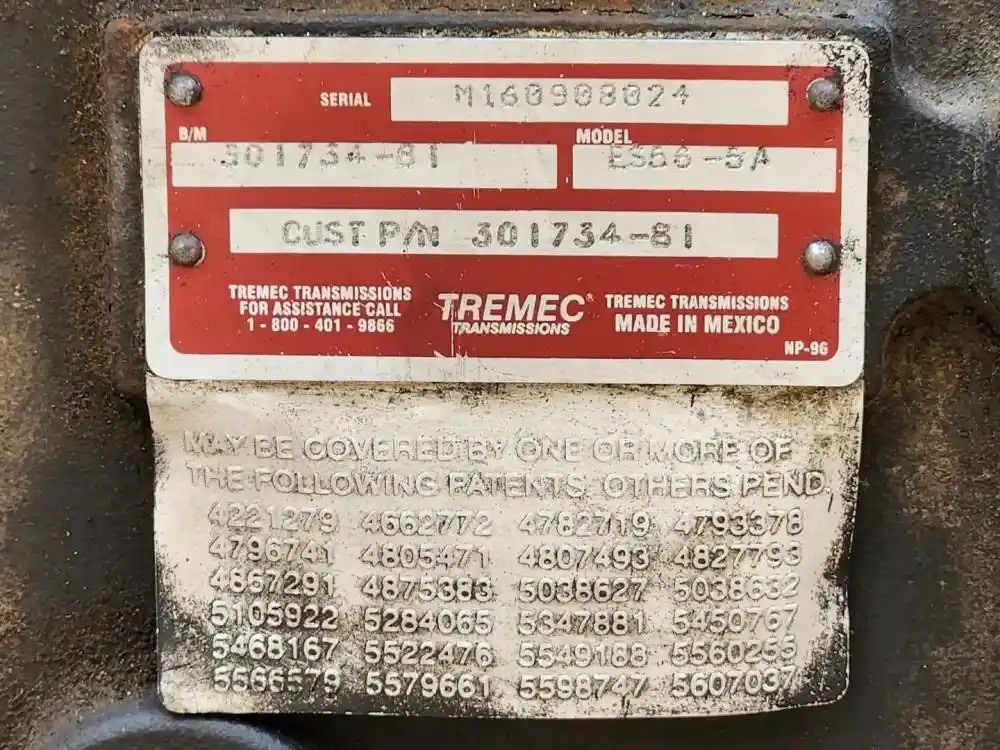 SERIAL M160908024
B/M 301734-81 MODEL ES56-5A
CUST P/N 301734-81
TREMEC TRANSMISSIONS
FOR ASSISTANCE CALL
1-800-401-9866
TREMEC®
TRANSMISSIONS
TREMEC TRANSMISSIONS
MADE IN MEXICO
NP-96
MAY BE COVERED BY ONE OR MORE OF
THE FOLLOWING PATENTS, OTHERS PEND.
4221279 4662772 4782719 4793378
4796741 4805471 4807493 4827793
4867291 4875383 5038627 5038632
5105922 5284065 5347881 5450767
5468167 5522476 5549188 5560255
5566579 5579661 5598747 5607037